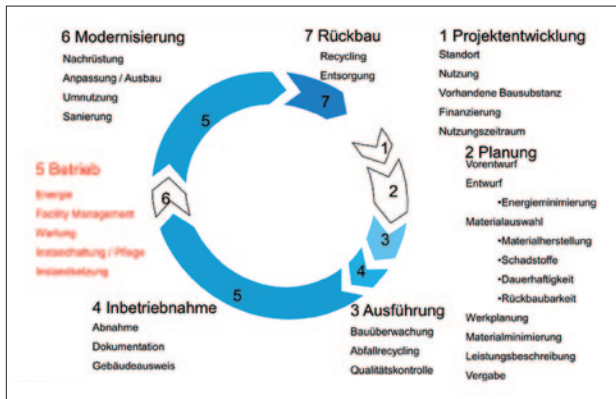 6 Modernisierung
Nachrüstung
Anpassung / Ausbau
Umnutzung
Sanierung
7 Rückbau
Recycling
Entsorgung
1 Projektentwicklung
Standort
Nutzung
Vorhandene Bausubstanz
Finanzierung
Nutzungszeitraum
2 Planung
Vorentwurf
Entwurf
•Energieminimierung
Materialauswahl
•Materialherstellung
•Schadstoffe
•Dauerhaftigkeit
•Rückbaubarkeit
Werkplanung
Materialminimierung
Leistungsbeschreibung
Vergabe
3 Ausführung
Bauüberwachung
Abfallrecycling
Qualitätskontrolle
4 Inbetriebnahme
Abnahme
Dokumentation
Gebäudeausweis
5 Betrieb
Energie
Facility Management
Wartung
Instandhaltung / Pflege
Instandsetzung
7
1
2
3
4
5
6
5